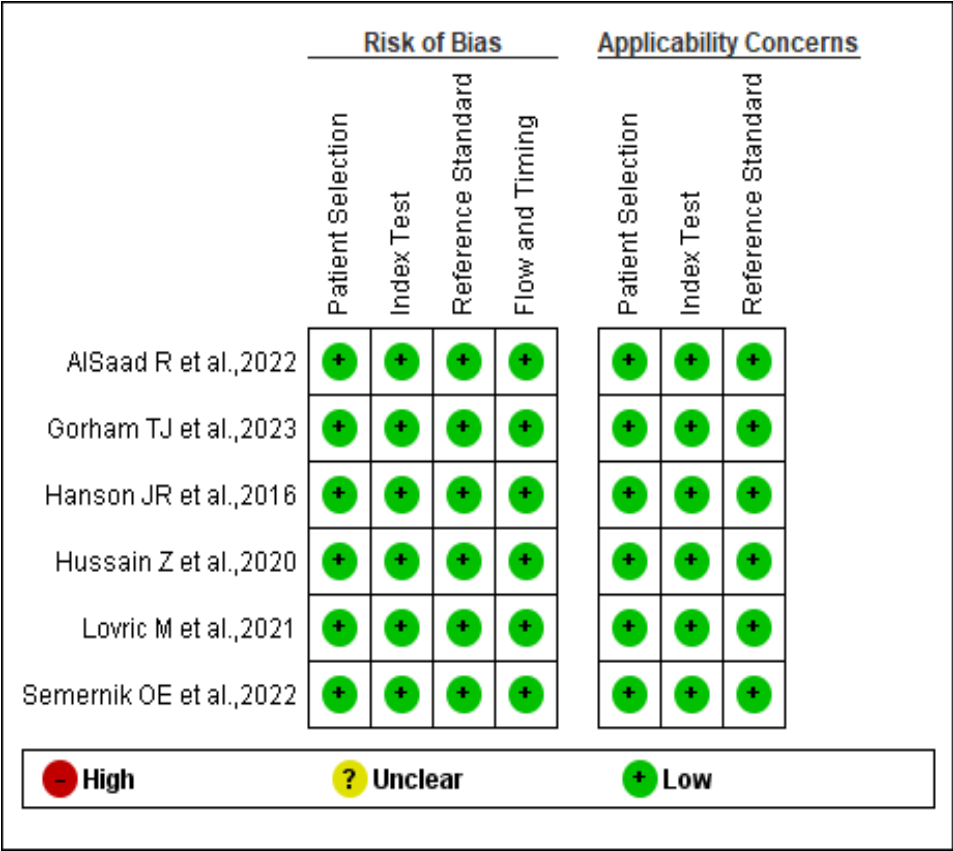 Risk of Bias
Applicability Concerns
Patient Selection
Index Test
Reference Standard
Flow and Timing
Patient Selection
Index Test
Reference Standard
AlSaad R et al.,2022 + + + + + + +
Gorham TJ et al.,2023 + + + + + + +
Hanson JR et al.,2016 + + + + + + +
Hussain Z et al.,2020 + + + + + + +
Lovric M et al.,2021 + + + + + + +
Semernik OE et al.,2022 + + + + + + +
- High ? Unclear + Low